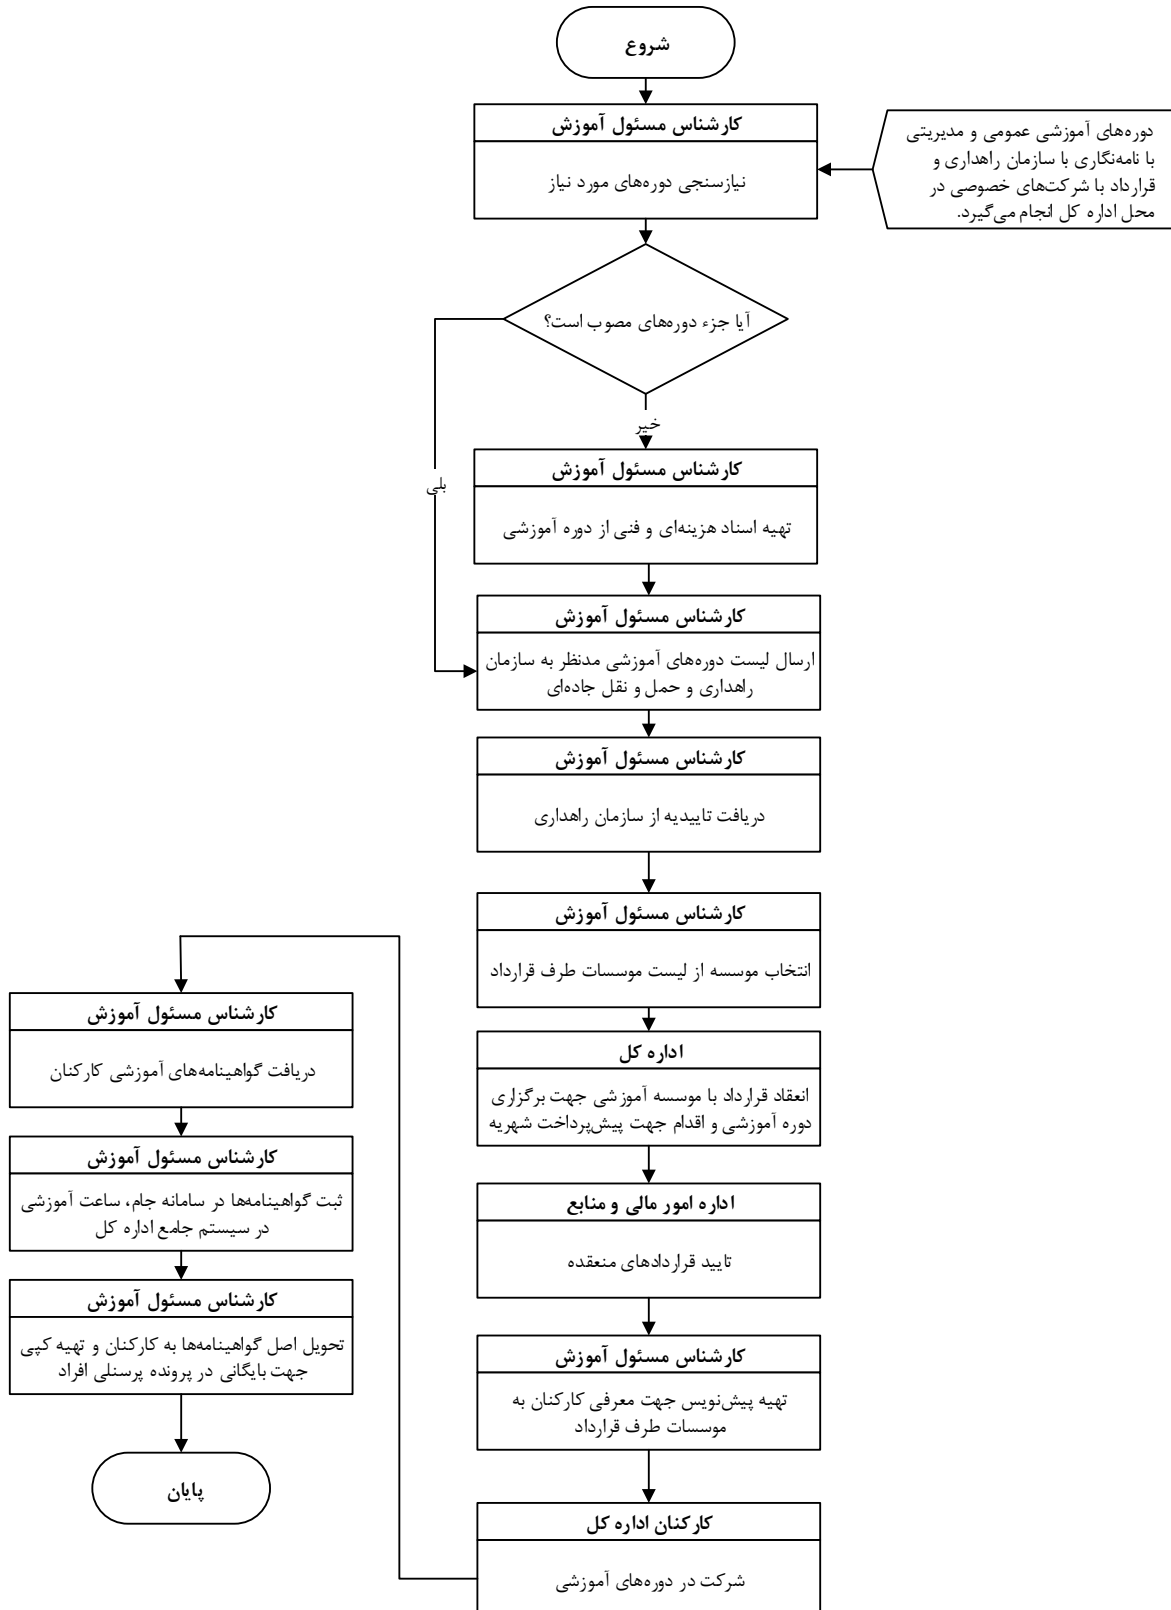 شروع
کارشناس مسئول آموزش
نیازسنجی دوره‌های مورد نیاز
دوره‌های آموزشی عمومی و مدیریتی
با نامه‌نگاری با سازمان راهداری و
قرارداد با شرکت‌های خصوصی در
محل اداره کل انجام می‌گیرد.
آیا جزء دوره‌های مصوب است؟
خیر
بلی
کارشناس مسئول آموزش
تهیه اسناد هزینه‌ای و فنی از دوره آموزشی
کارشناس مسئول آموزش
ارسال لیست دوره‌های آموزشی مدنظر به سازمان
راهداری و حمل و نقل جاده‌ای
کارشناس مسئول آموزش
دریافت تاییدیه از سازمان راهداری
کارشناس مسئول آموزش
انتخاب موسسه از لیست موسسات طرف قرارداد
اداره کل
انعقاد قرارداد با موسسه آموزشی جهت برگزاری
دوره آموزشی و اقدام جهت پیش‌پرداخت شهریه
اداره امور مالی و منابع
تایید قراردادهای منعقده
کارشناس مسئول آموزش
تهیه پیش‌نویس جهت معرفی کارکنان به
موسسات طرف قرارداد
کارکنان اداره کل
شرکت در دوره‌های آموزشی
کارشناس مسئول آموزش
دریافت گواهینامه‌های آموزشی کارکنان
کارشناس مسئول آموزش
ثبت گواهینامه‌ها در سامانه جام، ساعت آموزشی
در سیستم جامع اداره کل
کارشناس مسئول آموزش
تحویل اصل گواهینامه‌ها به کارکنان و تهیه کپی
جهت بایگانی در پرونده پرسنلی افراد
پایان